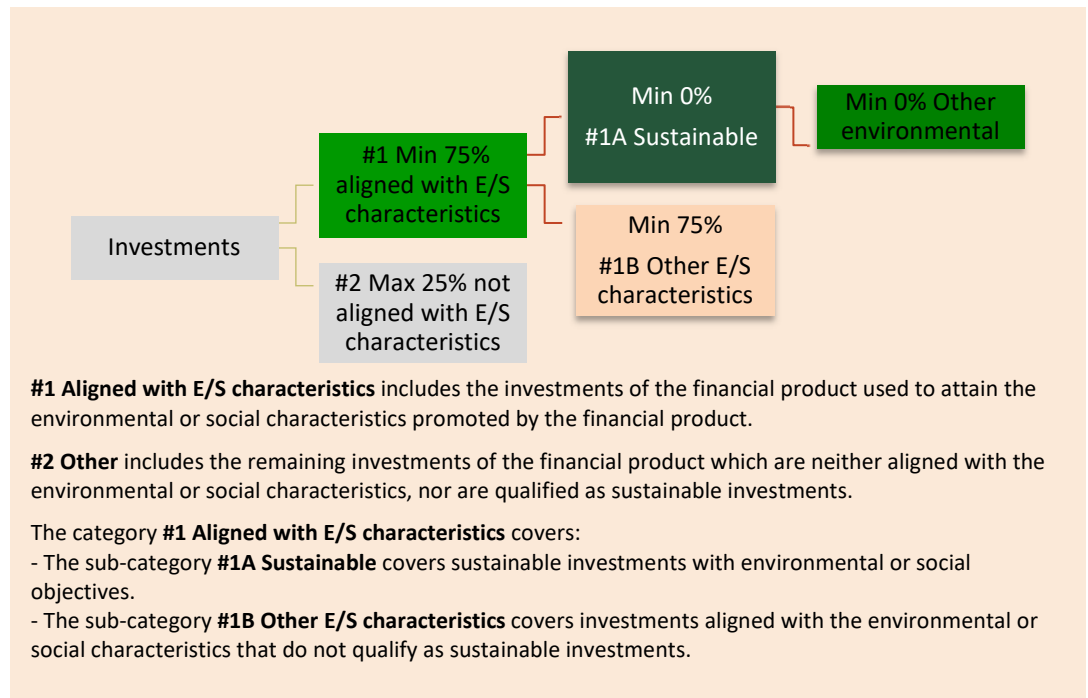 Investments
#1 Min 75%
aligned with E/S
characteristics
#2 Max 25% not
aligned with E/S
characteristics
Min 0%
#1A Sustainable
Min 75%
#1B Other E/S
characteristics
Min 0% Other
environmental
#1 Aligned with E/S characteristics includes the investments of the financial product used to attain the
environmental or social characteristics promoted by the financial product.
#2 Other includes the remaining investments of the financial product which are neither aligned with the
environmental or social characteristics, nor are qualified as sustainable investments.
The category #1 Aligned with E/S characteristics covers:
- The sub-category #1A Sustainable covers sustainable investments with environmental or social
objectives.
- The sub-category #1B Other E/S characteristics covers investments aligned with the environmental or
social characteristics that do not qualify as sustainable investments.